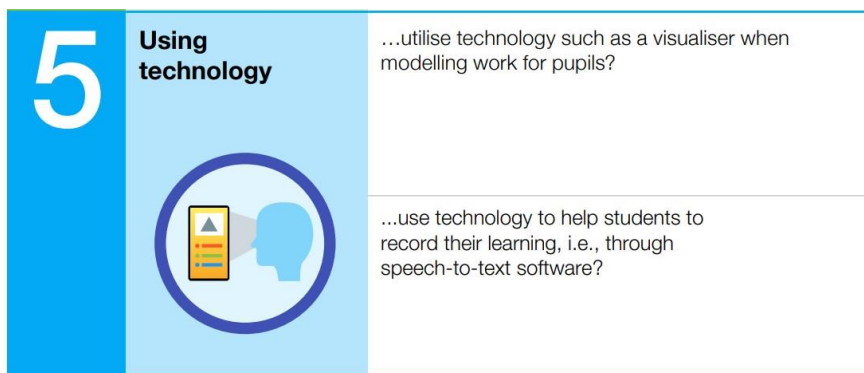 5
Using
technology
…utilise technology such as a visualiser when
modelling work for pupils?
...use technology to help students to
record their learning, i.e., through
speech-to-text software?